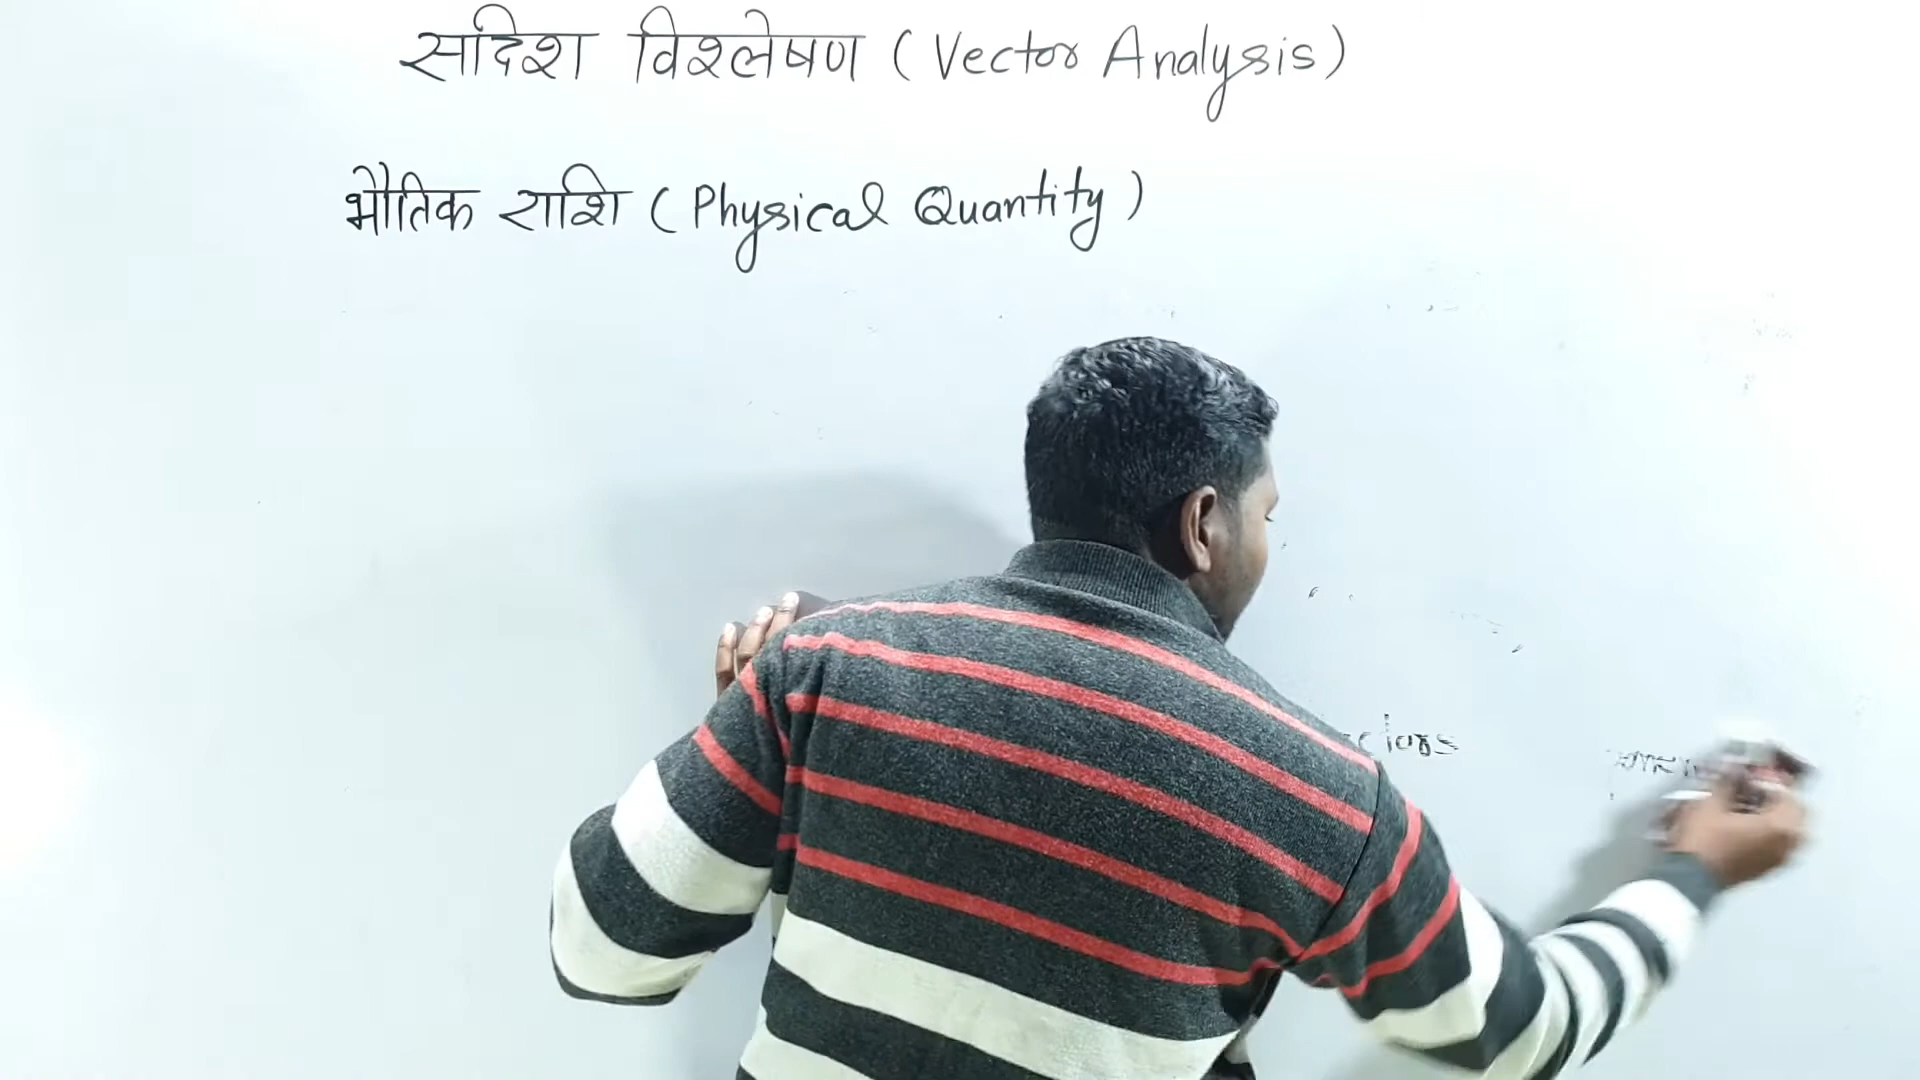 सदिश विश्लेषण (Vector Analysis)
भौतिक राशि (Physical Quantity)